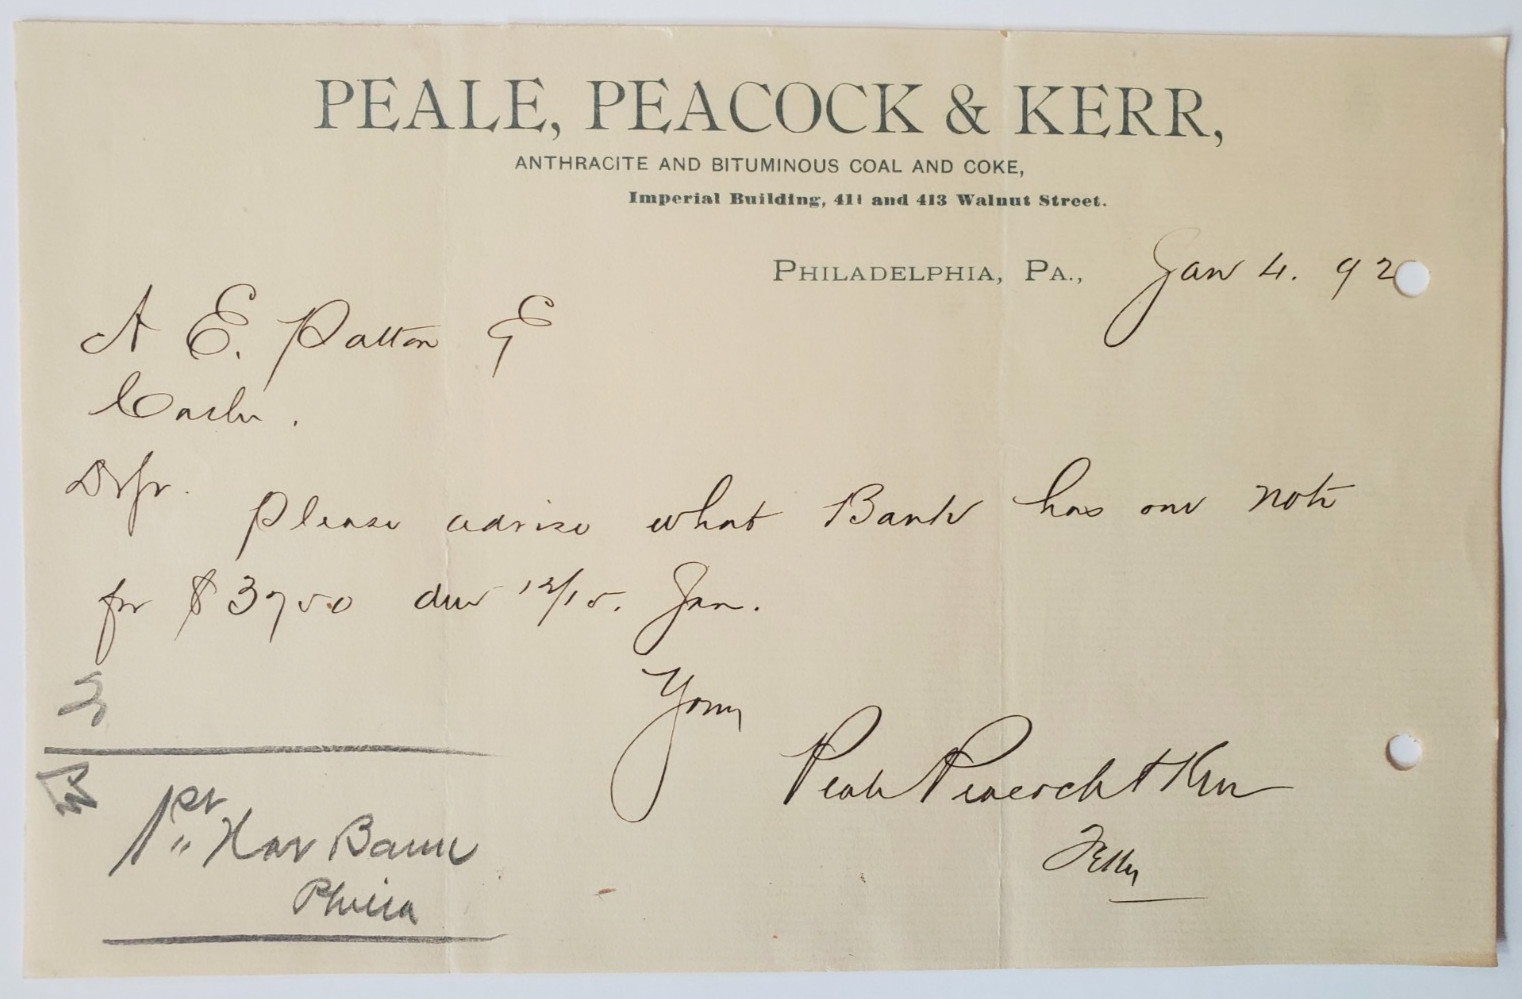 PEALE, PEACOCK & KERR,
ANTHRACITE AND BITUMINOUS COAL AND COKE,
Imperial Building, 411 and 413 Walnut Street.
PHILADELPHIA, PA., Jan 4. 92
A E. Patton
Cashr.
Please advise what Bank has our note
for $3750 due 12/15. Jan.
Yours
Peale Peacock & Kerr
1st Nat Bank
Phila